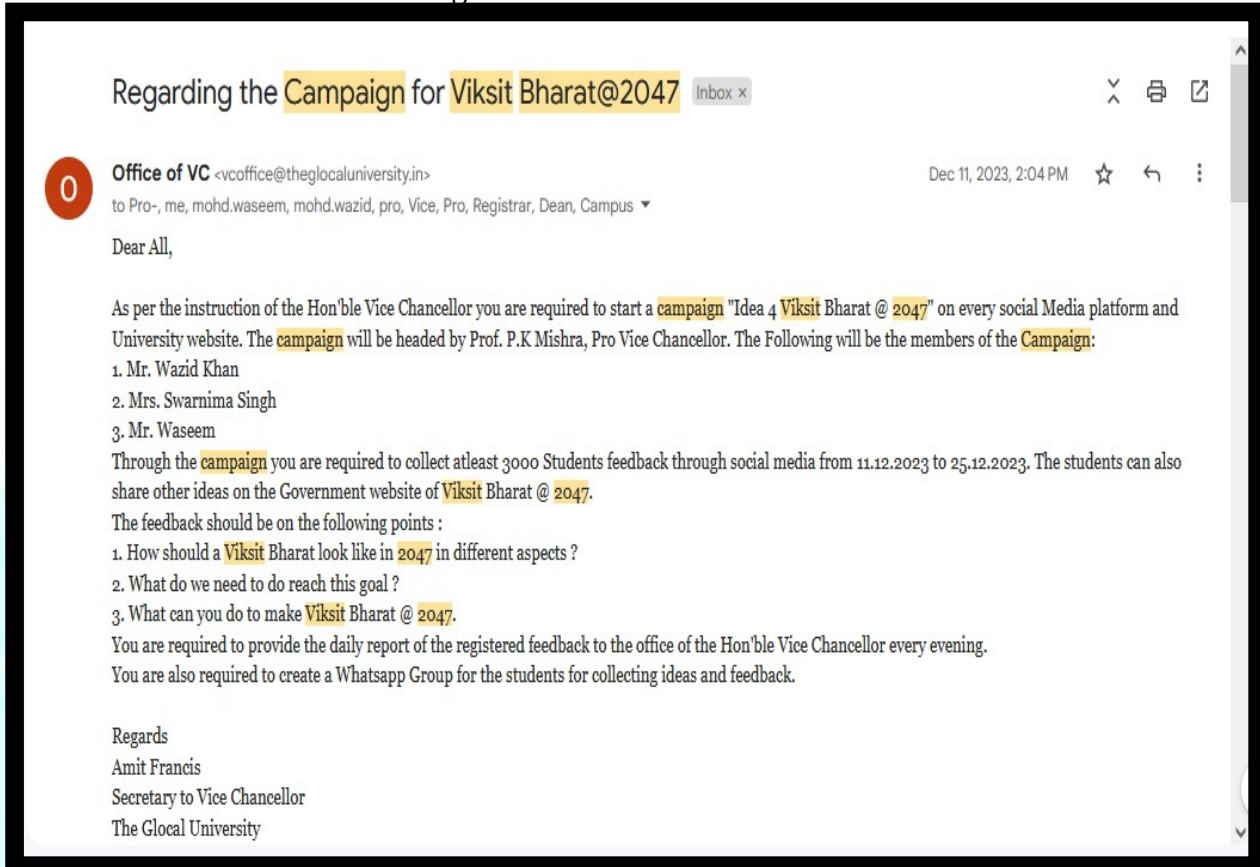 Regarding the Campaign for Viksit Bharat@2047 Inbox ×
O
Office of VC <vcoffice@theglocaluniversity.in> Dec 11, 2023, 2:04 PM
to Pro-, me, mohd.waseem, mohd.wazid, pro, Vice, Pro, Registrar, Dean, Campus
Dear All,
As per the instruction of the Hon'ble Vice Chancellor you are required to start a campaign "Idea 4 Viksit Bharat @ 2047" on every social Media platform and
University website. The campaign will be headed by Prof. P.K Mishra, Pro Vice Chancellor. The Following will be the members of the Campaign:
1. Mr. Wazid Khan
2. Mrs. Swarnima Singh
3. Mr. Waseem
Through the campaign you are required to collect atleast 3000 Students feedback through social media from 11.12.2023 to 25.12.2023. The students can also
share other ideas on the Government website of Viksit Bharat @ 2047.
The feedback should be on the following points :
1. How should a Viksit Bharat look like in 2047 in different aspects ?
2. What do we need to do reach this goal ?
3. What can you do to make Viksit Bharat @ 2047.
You are required to provide the daily report of the registered feedback to the office of the Hon'ble Vice Chancellor every evening.
You are also required to create a Whatsapp Group for the students for collecting ideas and feedback.
Regards
Amit Francis
Secretary to Vice Chancellor
The Glocal University